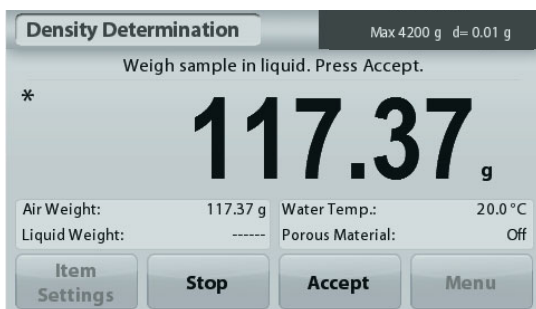 Density Determination Max 4200 g d= 0.01 g
Weigh sample in liquid. Press Accept.
* 117.37 g
Air Weight: 117.37 g Water Temp.: 20.0 °C
Liquid Weight: ------ Porous Material: Off
Item Settings Stop Accept Menu